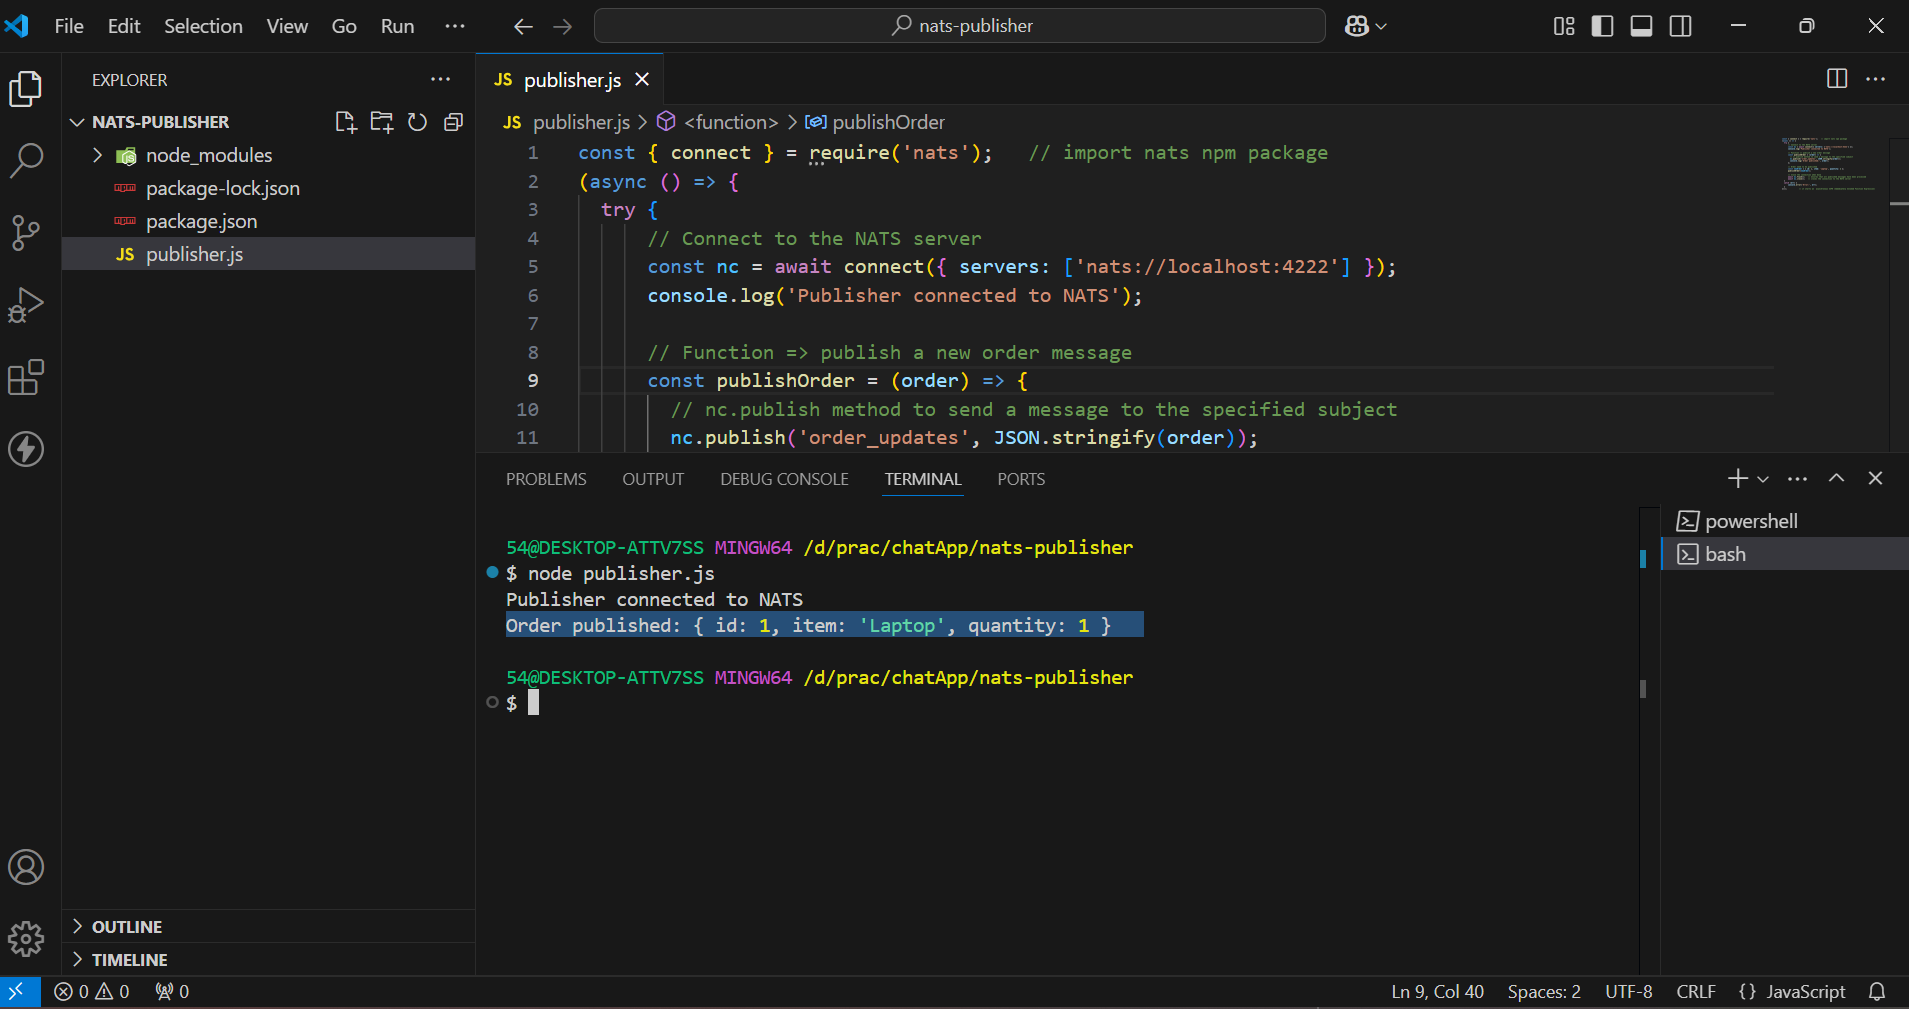 File Edit Selection View Go Run ···
nats-publisher
EXPLORER
NATS-PUBLISHER
node_modules
package-lock.json
package.json
JS publisher.js
OUTLINE
TIMELINE
JS publisher.js
JS publisher.js > <function> > publishOrder
1 const { connect } = require('nats'); // import nats npm package
2 (async () => {
3 try {
4 // Connect to the NATS server
5 const nc = await connect({ servers: ['nats://localhost:4222'] });
6 console.log('Publisher connected to NATS');
7
8 // Function => publish a new order message
9 const publishOrder = (order) => {
10 // nc.publish method to send a message to the specified subject
11 nc.publish('order_updates', JSON.stringify(order));
PROBLEMS OUTPUT DEBUG CONSOLE TERMINAL PORTS
54@DESKTOP-ATTV7SS MINGW64 /d/prac/chatApp/nats-publisher
$ node publisher.js
Publisher connected to NATS
Order published: { id: 1, item: 'Laptop', quantity: 1 }
54@DESKTOP-ATTV7SS MINGW64 /d/prac/chatApp/nats-publisher
$
powershell
bash
0 0 0
Ln 9, Col 40 Spaces: 2 UTF-8 CRLF {} JavaScript